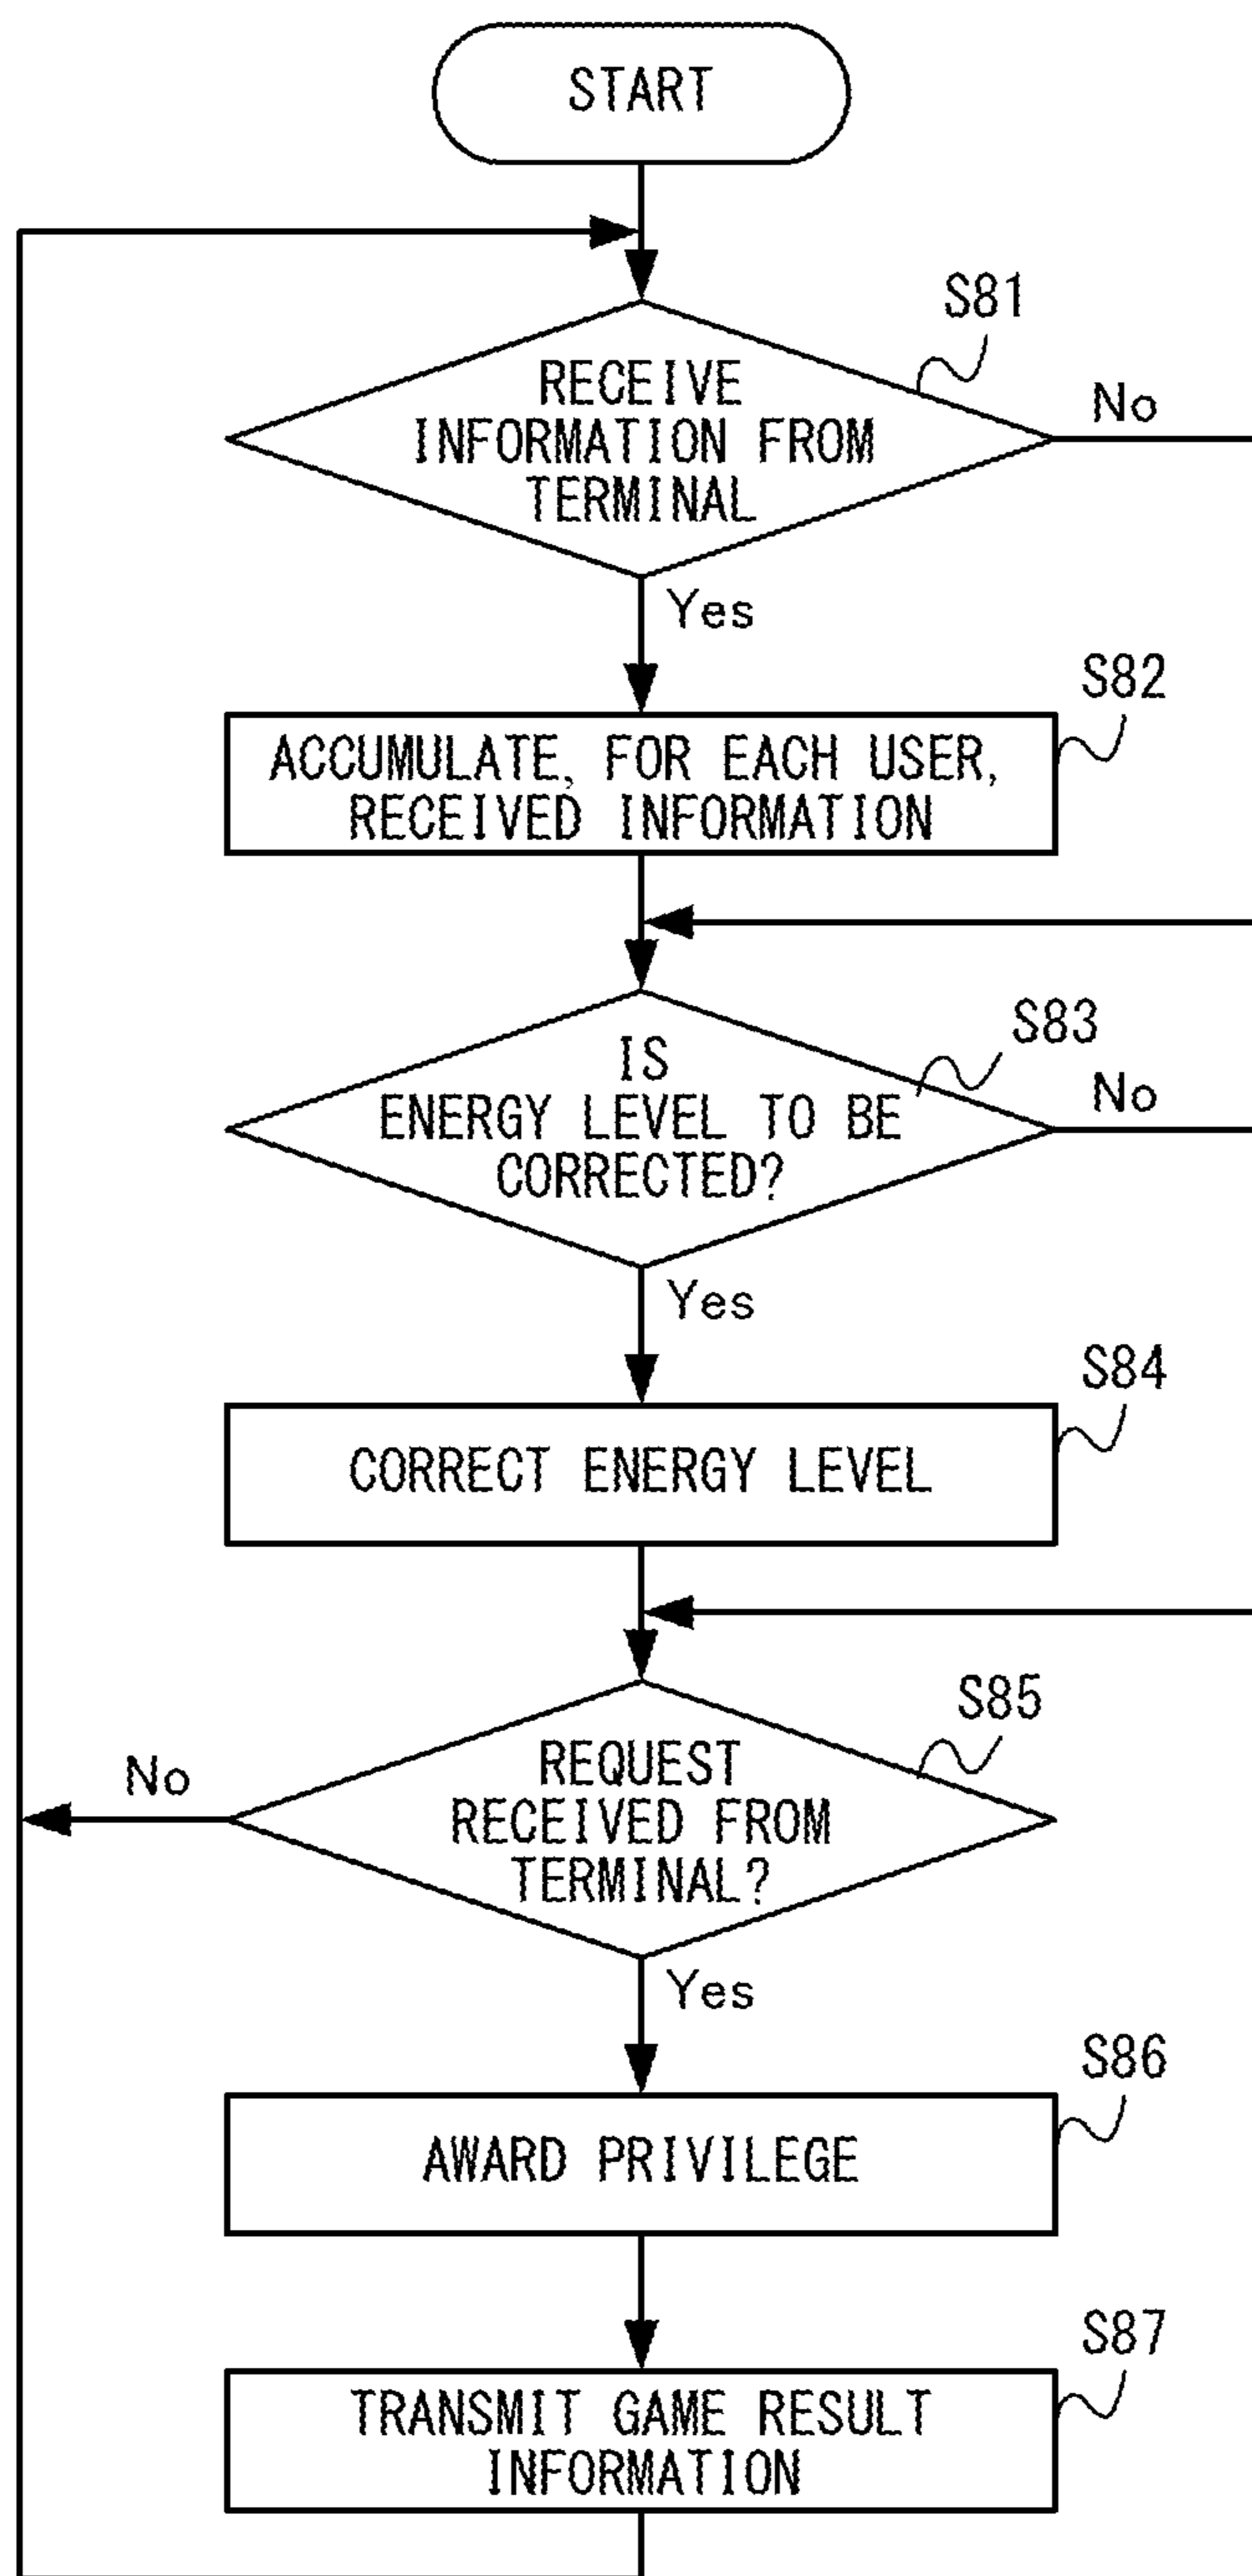 START
S81
RECEIVE
INFORMATION FROM
TERMINAL
No
Yes
S82
ACCUMULATE, FOR EACH USER,
RECEIVED INFORMATION
S83
IS
ENERGY LEVEL TO BE
CORRECTED?
No
Yes
S84
CORRECT ENERGY LEVEL
S85
No
REQUEST
RECEIVED FROM
TERMINAL?
Yes
S86
AWARD PRIVILEGE
S87
TRANSMIT GAME RESULT
INFORMATION